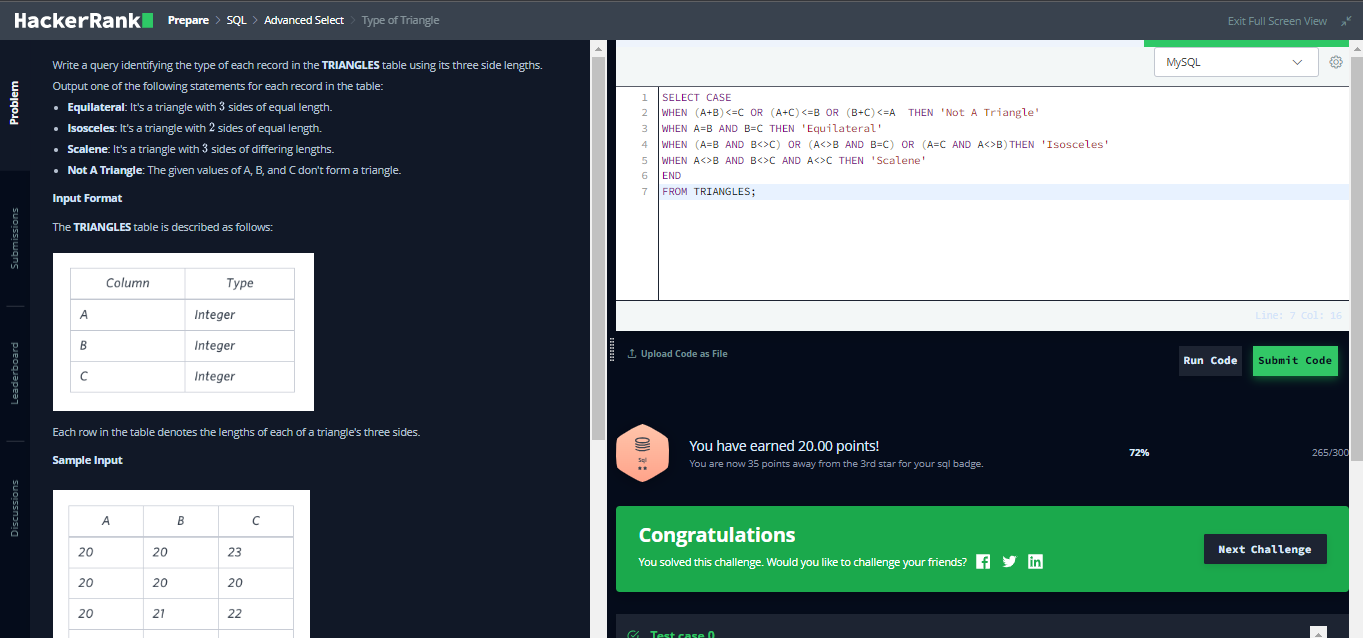 HackerRank Prepare > SQL > Advanced Select > Type of Triangle Exit Full Screen View
Problem
Submissions
Leaderboard
Discussions
Write a query identifying the type of each record in the TRIANGLES table using its three side lengths.
Output one of the following statements for each record in the table:
• Equilateral: It's a triangle with 3 sides of equal length.
• Isosceles: It's a triangle with 2 sides of equal length.
• Scalene: It's a triangle with 3 sides of differing lengths.
• Not A Triangle: The given values of A, B, and C don't form a triangle.
Input Format
The TRIANGLES table is described as follows:
Column Type
A Integer
B Integer
C Integer
Each row in the table denotes the lengths of each of a triangle's three sides.
Sample Input
A B C
20 20 23
20 20 20
20 21 22
MySQL
1 SELECT CASE
2 WHEN (A+B)<=C OR (A+C)<=B OR (B+C)<=A  THEN 'Not A Triangle'
3 WHEN A=B AND B=C THEN 'Equilateral'
4 WHEN (A=B AND B<>C) OR (A<>B AND B=C) OR (A=C AND A<>B)THEN 'Isosceles'
5 WHEN A<>B AND B<>C AND A<>C THEN 'Scalene'
6 END
7 FROM TRIANGLES;
Line: 7 Col: 16
Upload Code as File
Run Code
Submit Code
Sql
★★
You have earned 20.00 points!
You are now 35 points away from the 3rd star for your sql badge.
72%
265/300
Congratulations
You solved this challenge. Would you like to challenge your friends?
Next Challenge
Test case 0